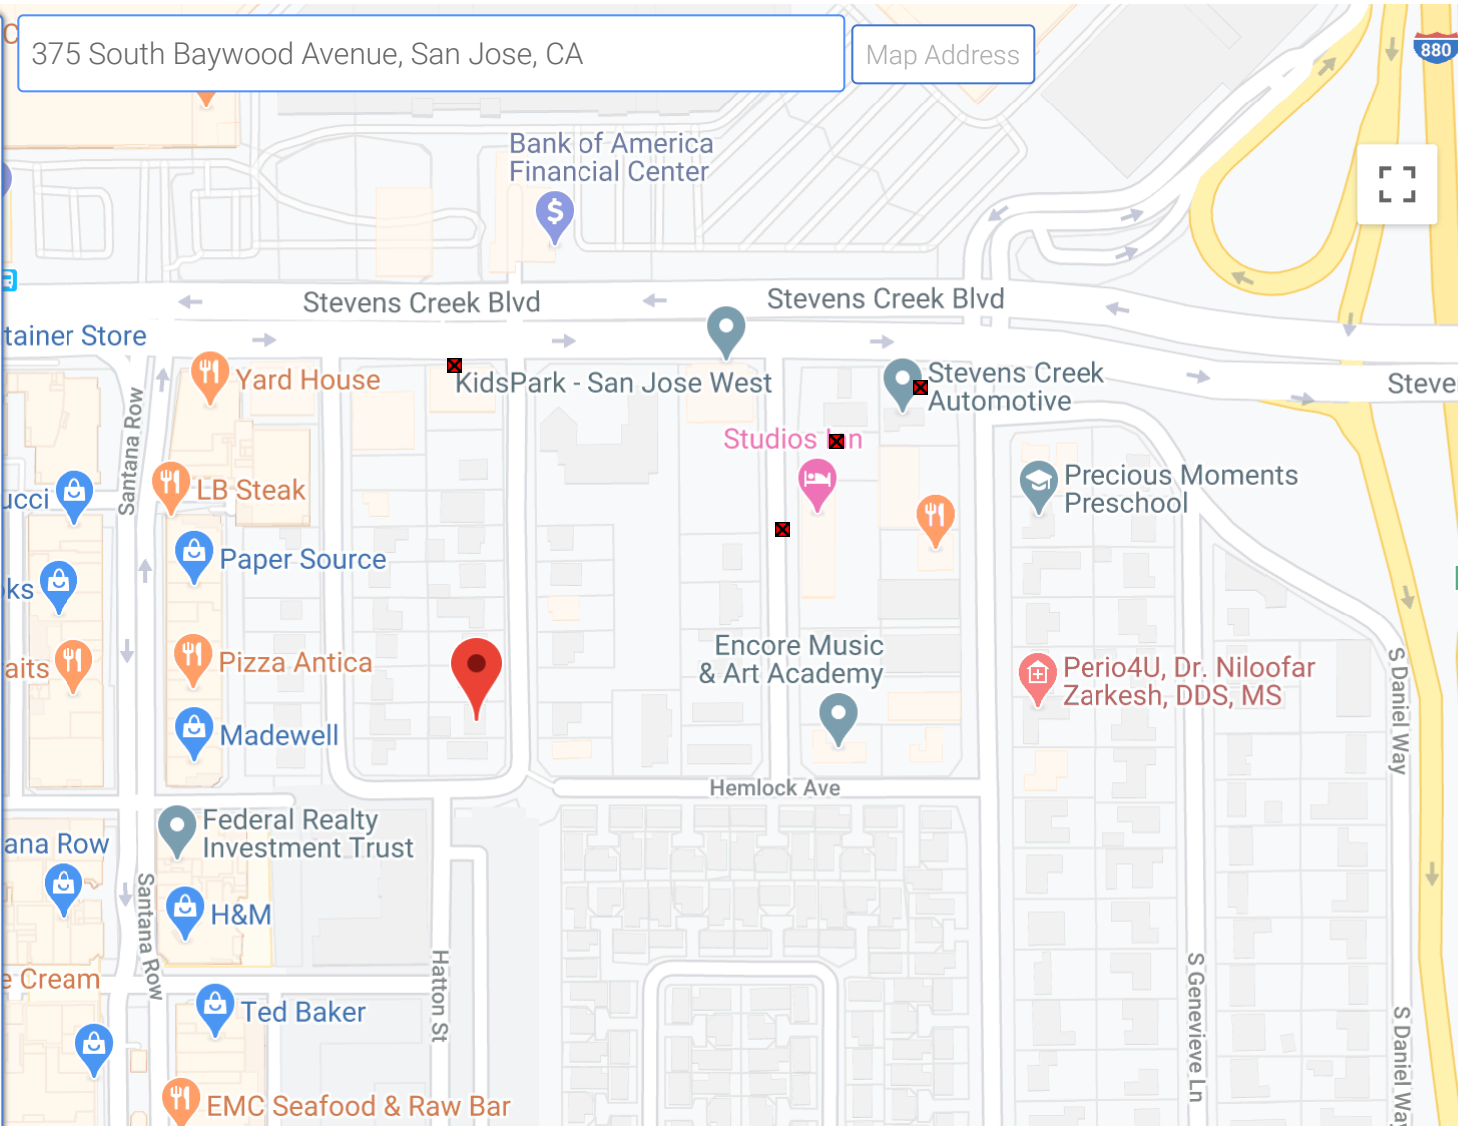 375 South Baywood Avenue, San Jose, CA
Map Address
880
Bank of America
Financial Center
Stevens Creek Blvd
Stevens Creek Blvd
tainer Store
Yard House
KidsPark - San Jose West
Stevens Creek
Automotive
Steve
Santana Row
Studios Inn
ucci
LB Steak
Precious Moments
Preschool
Paper Source
oks
Encore Music
& Art Academy
aits
Pizza Antica
Perio4U, Dr. Niloofar
Zarkesh, DDS, MS
S Daniel Way
Madewell
Hemlock Ave
Federal Realty
Investment Trust
ana Row
Santana Row
H&M
e Cream
Hatton St
S Genevieve Ln
Ted Baker
S Daniel Way
EMC Seafood & Raw Bar